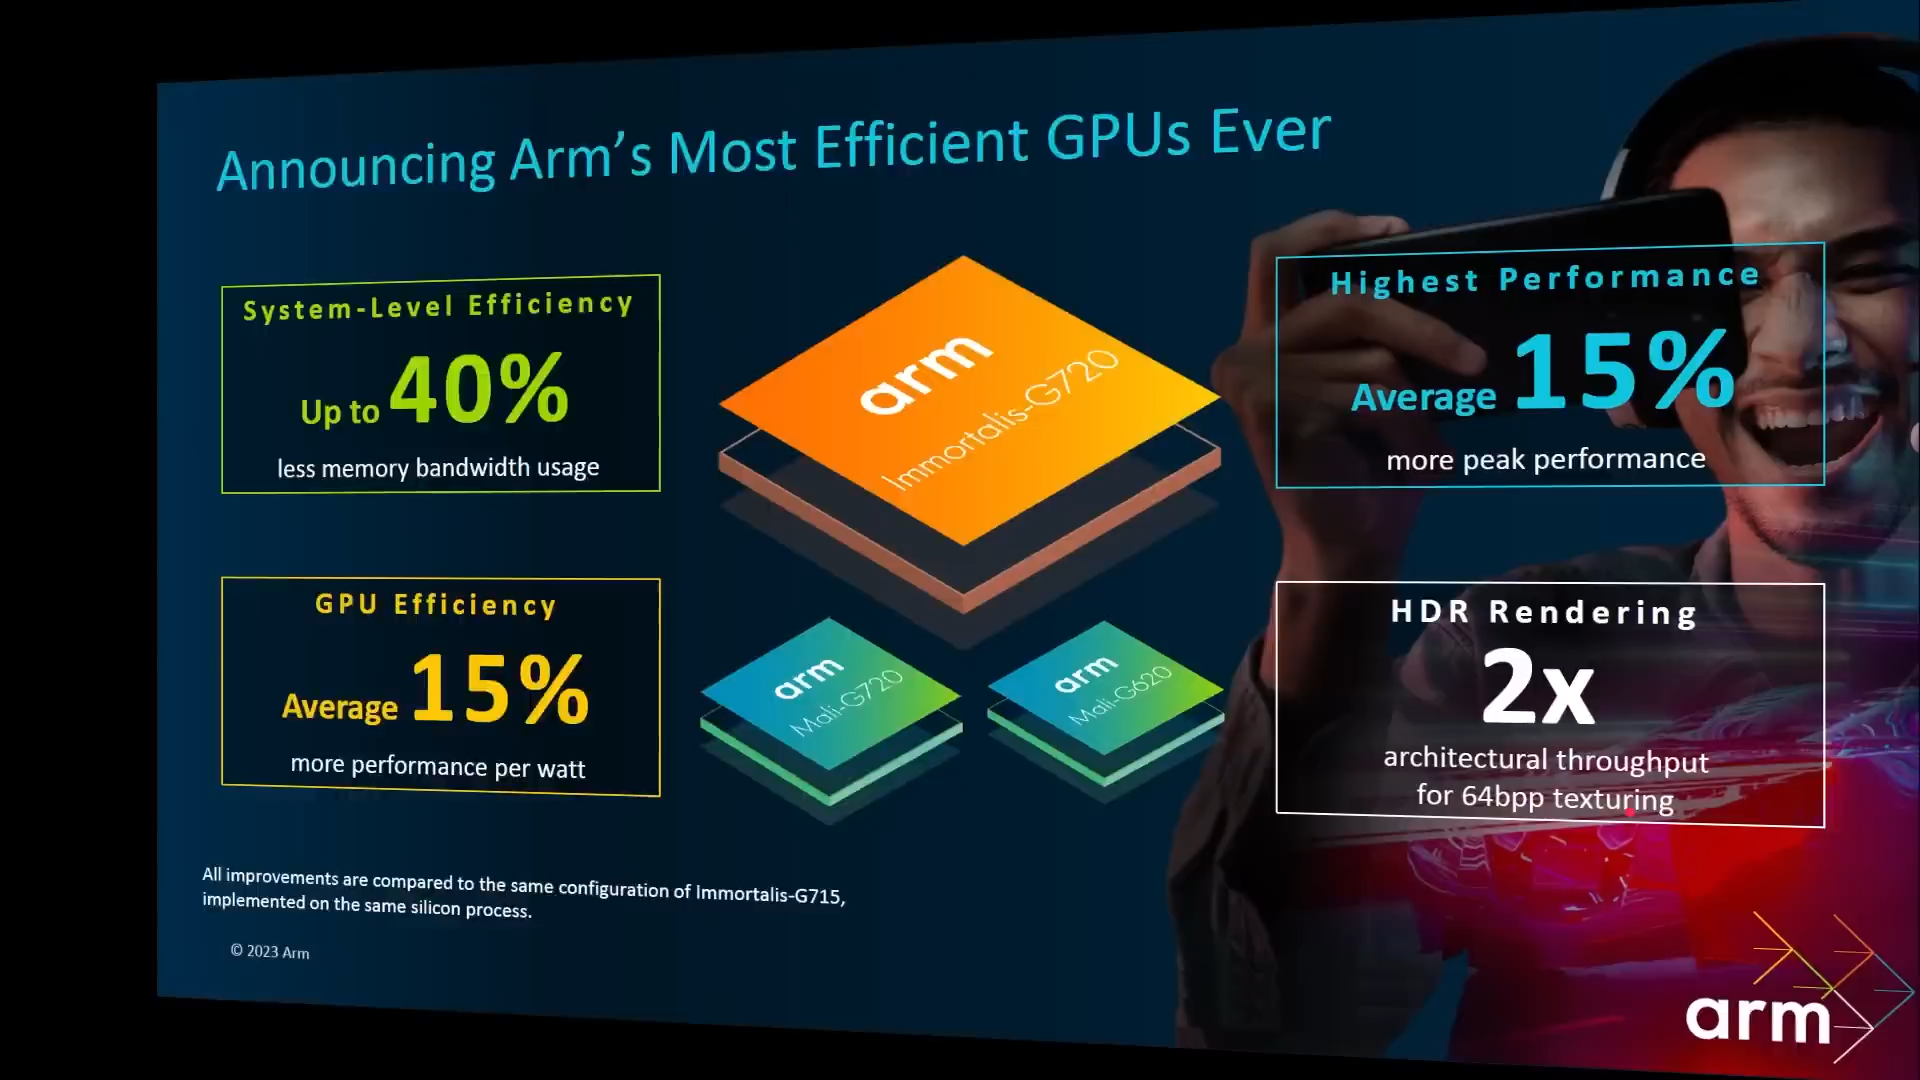 Announcing Arm's Most Efficient GPUs Ever
System-Level Efficiency
Up to 40%
less memory bandwidth usage
GPU Efficiency
Average 15%
more performance per watt
arm
Immortalis-G720
arm
Mali-G720
arm
Mali-G620
Highest Performance
Average 15%
more peak performance
HDR Rendering
2x
architectural throughput
for 64bpp texturing
All improvements are compared to the same configuration of Immortalis-G715,
implemented on the same silicon process.
© 2023 Arm
arm